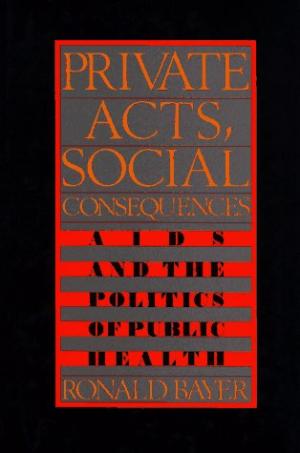 PRIVATE
ACTS,
SOCIAL
CONSEQUENCES
AIDS
AND THE
POLITICS
OF PUBLIC
HEALTH
RONALD BAYER